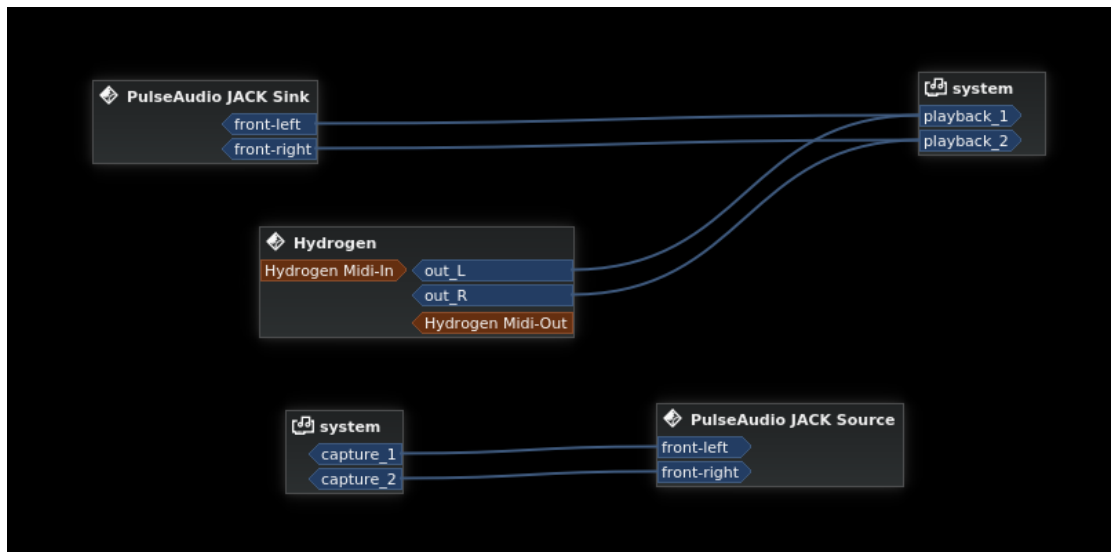 PulseAudio JACK Sink
front-left
front-right
system
playback_1
playback_2
Hydrogen
Hydrogen Midi-In
out_L
out_R
Hydrogen Midi-Out
system
capture_1
capture_2
PulseAudio JACK Source
front-left
front-right